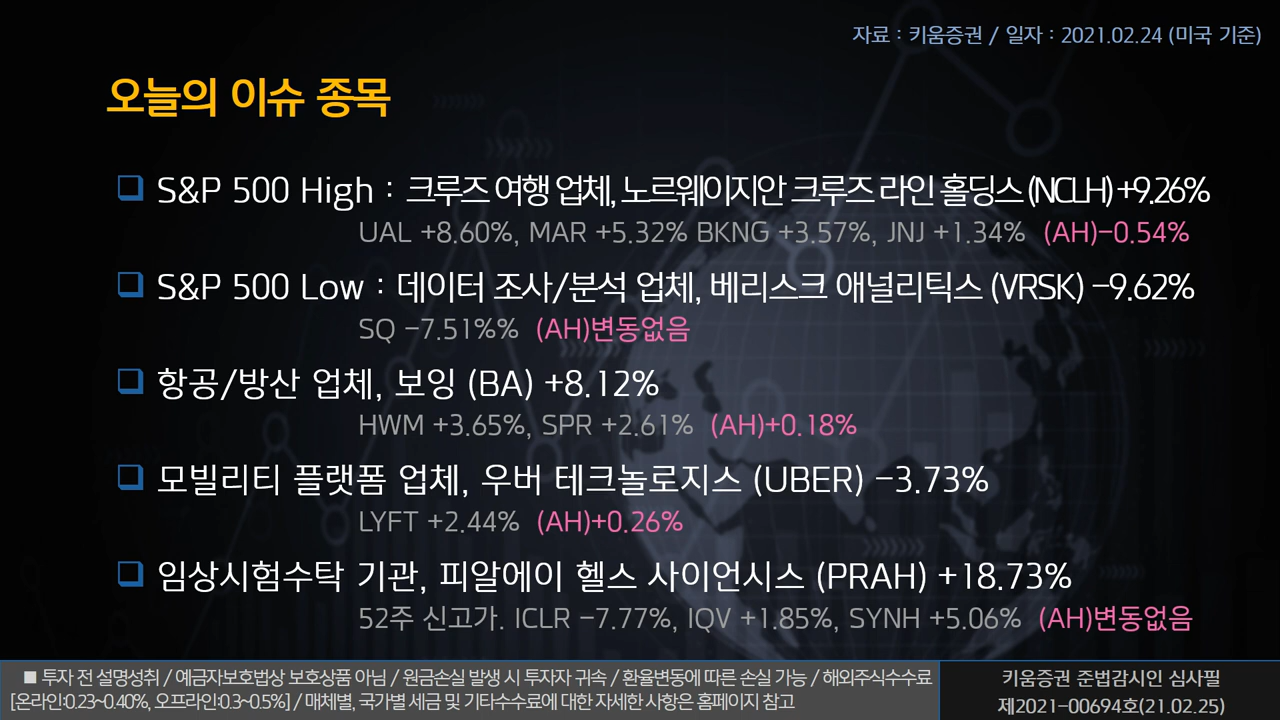 자료 : 키움증권 / 일자 : 2021.02.24 (미국 기준)
오늘의 이슈 종목
❑ S&P 500 High : 크루즈 여행 업체, 노르웨이지안 크루즈 라인 홀딩스 (NCLH) +9.26%
UAL +8.60%, MAR +5.32% BKNG +3.57%, JNJ +1.34% (AH)-0.54%
❑ S&P 500 Low : 데이터 조사/분석 업체, 베리스크 애널리틱스 (VRSK) -9.62%
SQ -7.51%% (AH)변동없음
❑ 항공/방산 업체, 보잉 (BA) +8.12%
HWM +3.65%, SPR +2.61% (AH)+0.18%
❑ 모빌리티 플랫폼 업체, 우버 테크놀로지스 (UBER) -3.73%
LYFT +2.44% (AH)+0.26%
❑ 임상시험수탁 기관, 피알에이 헬스 사이언시스 (PRAH) +18.73%
52주 신고가. ICLR -7.77%, IQV +1.85%, SYNH +5.06% (AH)변동없음
■ 투자 전 설명성취 / 예금자보호법상 보호상품 아님 / 원금손실 발생 시 투자자 귀속 / 환율변동에 따른 손실 가능 / 해외주식수수료
[온라인:0.23~0.40%, 오프라인:0.3~0.5%] / 매체별, 국가별 세금 및 기타수수료에 대한 자세한 사항은 홈페이지 참고
키움증권 준법감시인 심사필
제2021-00694호(21.02.25)